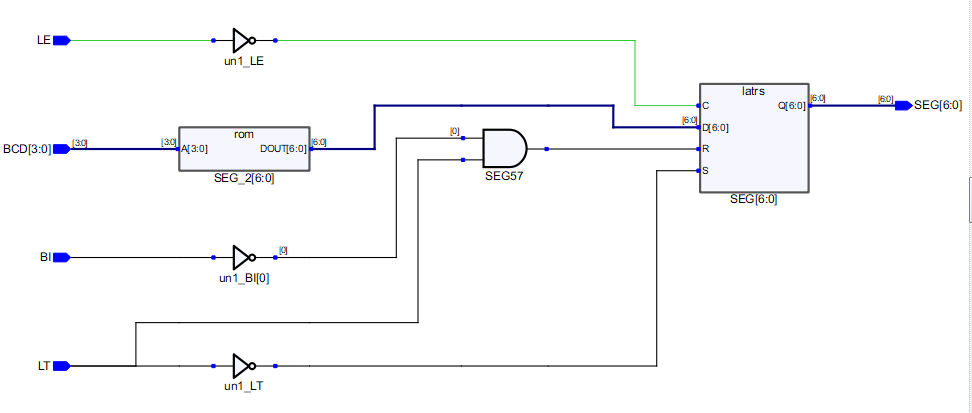 LE
un1_LE
latrs
C
Q[6:0]
[6:0]
[6:0]
SEG[6:0]
[6:0]
D[6:0]
R
S
SEG[6:0]
BCD[3:0]
[3:0]
[3:0]
rom
A[3:0]
DOUT[6:0]
[6:0]
SEG_2[6:0]
[0]
SEG57
BI
[0]
un1_BI[0]
LT
un1_LT